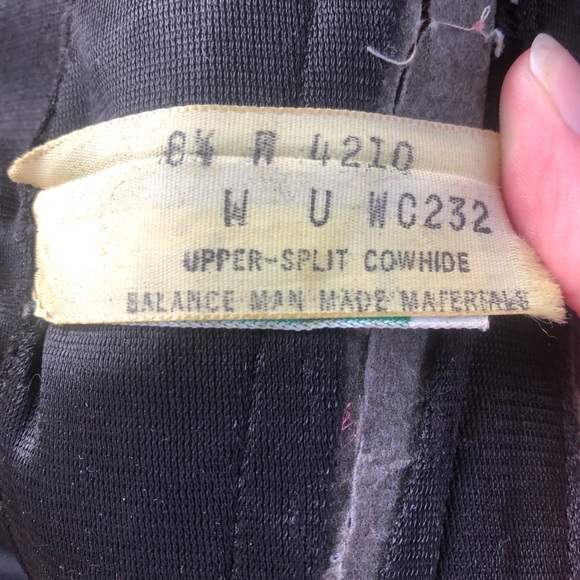 8½ R 4210
W U WC232
UPPER-SPLIT COWHIDE
BALANCE MAN MADE MATERIALS